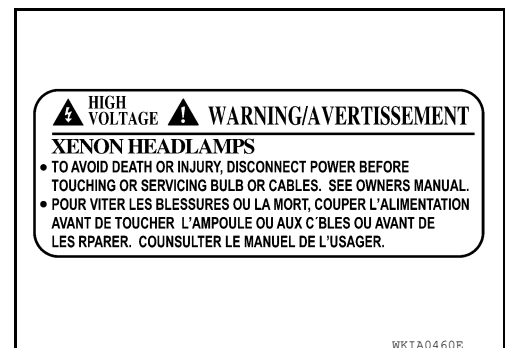 HIGH
VOLTAGE WARNING/AVERTISSEMENT
XENON HEADLAMPS
• TO AVOID DEATH OR INJURY, DISCONNECT POWER BEFORE
TOUCHING OR SERVICING BULB OR CABLES. SEE OWNERS MANUAL.
• POUR VITER LES BLESSURES OU LA MORT, COUPER L'ALIMENTATION
AVANT DE TOUCHER L'AMPOULE OU AUX C´BLES OU AVANT DE
LES RPARER. COUNSULTER LE MANUEL DE L'USAGER.
WKIA0460E